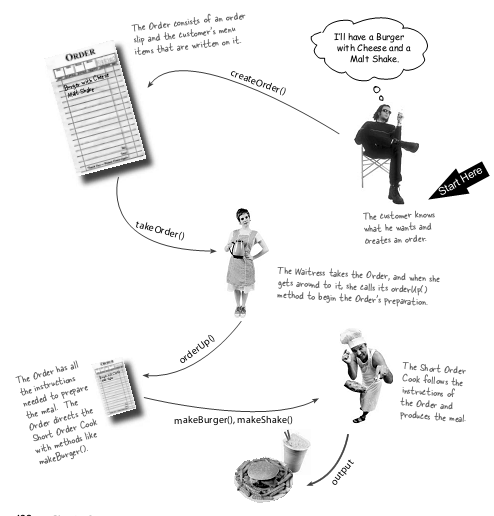 The Order consists of an order
slip and the customer's menu
items that are written on it.
I'll have a Burger
with Cheese and a
Malt Shake.
ORDER
Burger with Cheese
Malt Shake
createOrder()
Start Here
The customer knows
what he wants and
creates an order.
takeOrder()
The Waitress takes the Order, and when she
gets around to it, she calls its orderUp()
method to begin the Order's preparation.
orderUp()
The Order has all
the instructions
needed to prepare
the meal. The
Order directs the
Short Order Cook
with methods like
makeBurger().
makeBurger(), makeShake()
The Short Order
Cook follows the
instructions of
the Order and
produces the meal.
output